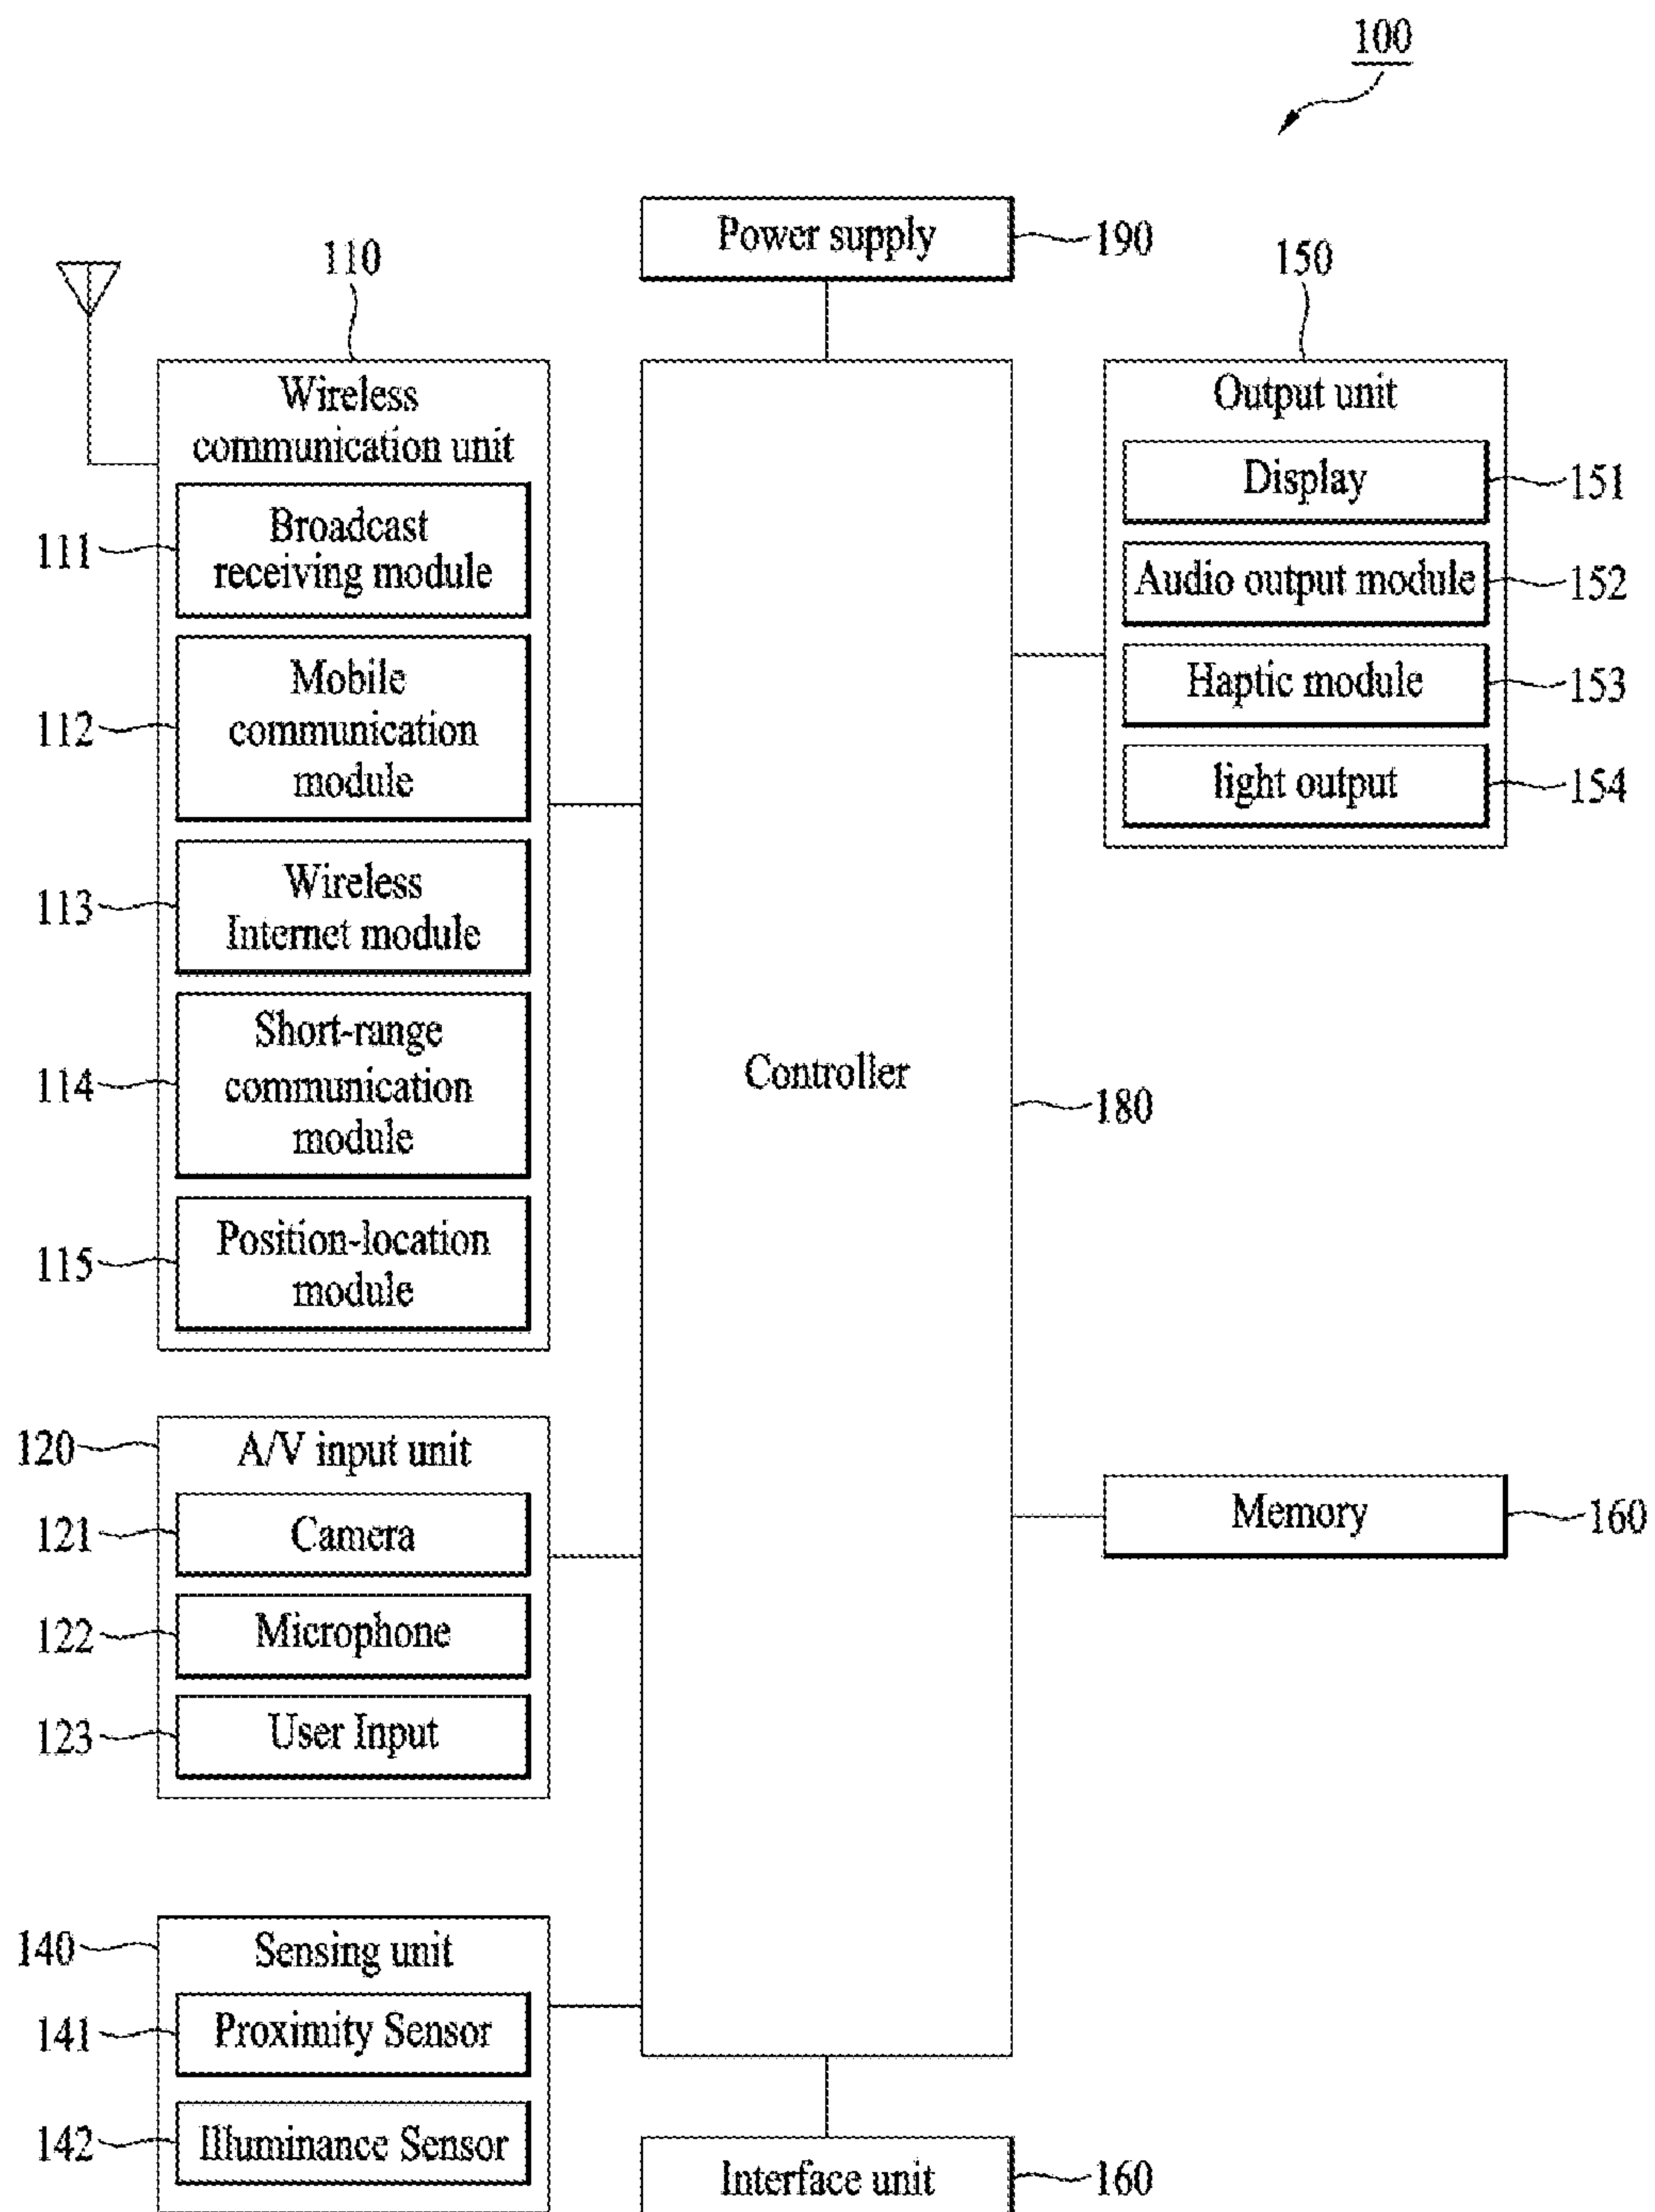 100
Power supply
190
110
Wireless
communication unit
111
Broadcast
receiving module
112
Mobile
communication
module
113
Wireless
Internet module
114
Short-range
communication
module
115
Position-location
module
120
A/V input unit
121
Camera
122
Microphone
123
User Input
140
Sensing unit
141
Proximity Sensor
142
Illuminance Sensor
Controller
180
150
Output unit
Display
151
Audio output module
152
Haptic module
153
light output
154
Memory
160
Interface unit
160